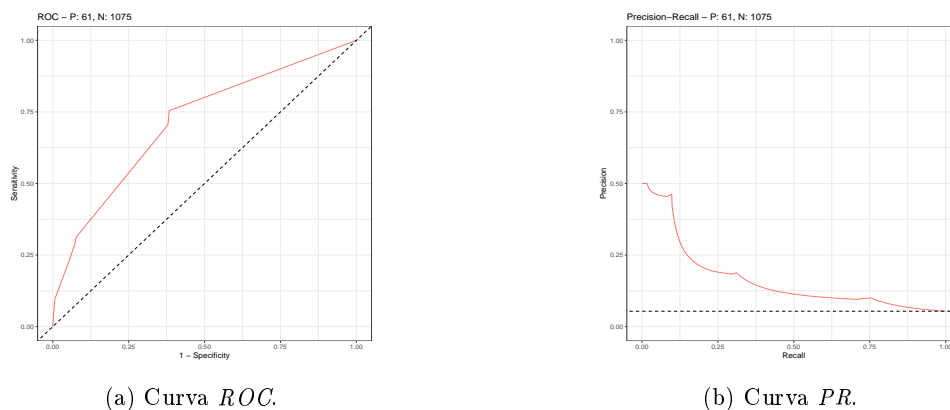 ROC – P: 61, N: 1075
1.00
0.75
0.50
0.25
0.00
Sensitivity
0.00 0.25 0.50 0.75 1.00
1 – Specificity
(a) Curva ROC.
Precision–Recall – P: 61, N: 1075
1.00
0.75
0.50
0.25
0.00
Precision
0.00 0.25 0.50 0.75 1.00
Recall
(b) Curva PR.